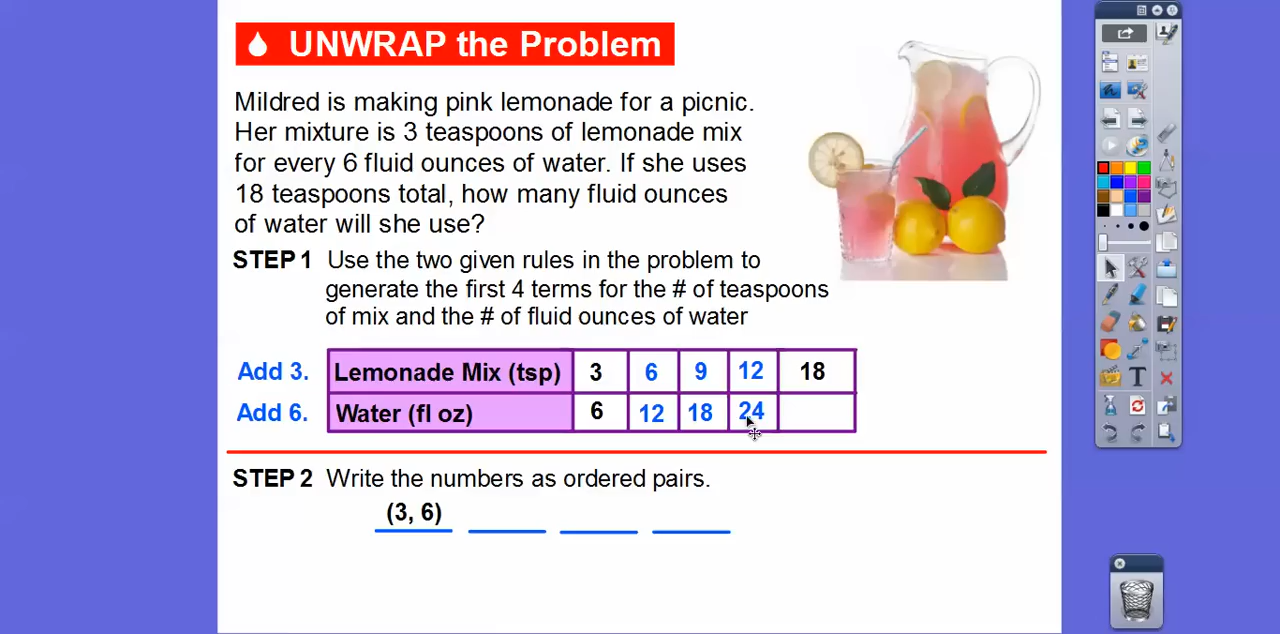 UNWRAP the Problem
Mildred is making pink lemonade for a picnic.
Her mixture is 3 teaspoons of lemonade mix
for every 6 fluid ounces of water. If she uses
18 teaspoons total, how many fluid ounces
of water will she use?
STEP 1 Use the two given rules in the problem to
generate the first 4 terms for the # of teaspoons
of mix and the # of fluid ounces of water
Add 3. Lemonade Mix (tsp) 3 6 9 12 18
Add 6. Water (fl oz) 6 12 18 24
STEP 2 Write the numbers as ordered pairs.
(3, 6)